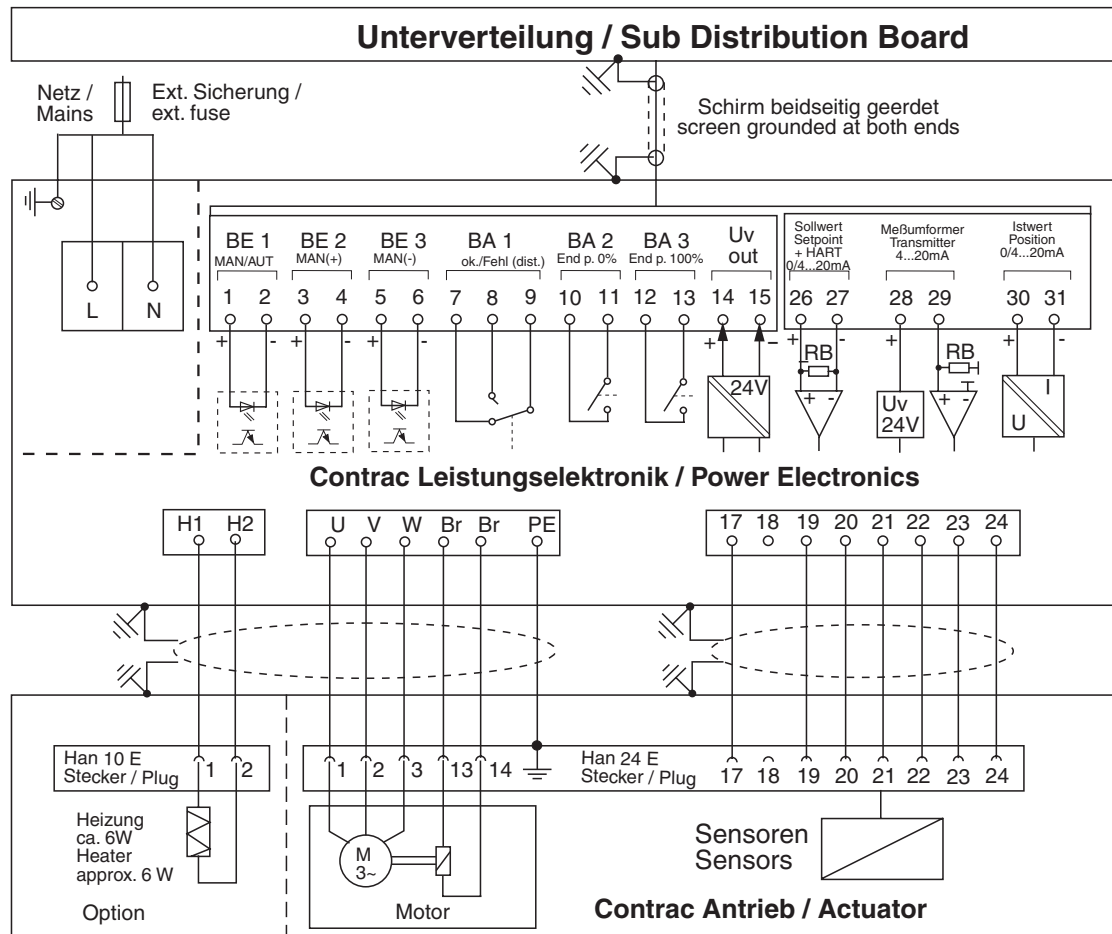 Unterverteilung / Sub Distribution Board
Netz /
Mains
Ext. Sicherung /
ext. fuse
Schirm beidseitig geerdet
screen grounded at both ends
L N
BE 1 BE 2 BE 3 BA 1 BA 2 BA 3 Uv
out
MAN/AUT MAN(+) MAN(-) ok./Fehl (dist.) End p. 0% End p. 100%
Sollwert
Setpoint
+ HART
0/4...20mA
Meßumformer
Transmitter
4...20mA
Istwert
Position
0/4...20mA
1 2 3 4 5 6 7 8 9 10 11 12 13 14 15 26 27 28 29 30 31
+ - + - + - + - + - + - + -
RB RB
24V
+ -
Uv
24V
+ -
I
U
Contrac Leistungselektronik / Power Electronics
H1 H2
U V W Br Br PE
17 18 19 20 21 22 23 24
Han 10 E
Stecker / Plug
1 2
1 2 3 13 14
Han 24 E
Stecker / Plug
17 18 19 20 21 22 23 24
Heizung
ca. 6W
Heater
approx. 6 W
Option
M
3~
Motor
Sensoren
Sensors
Contrac Antrieb / Actuator